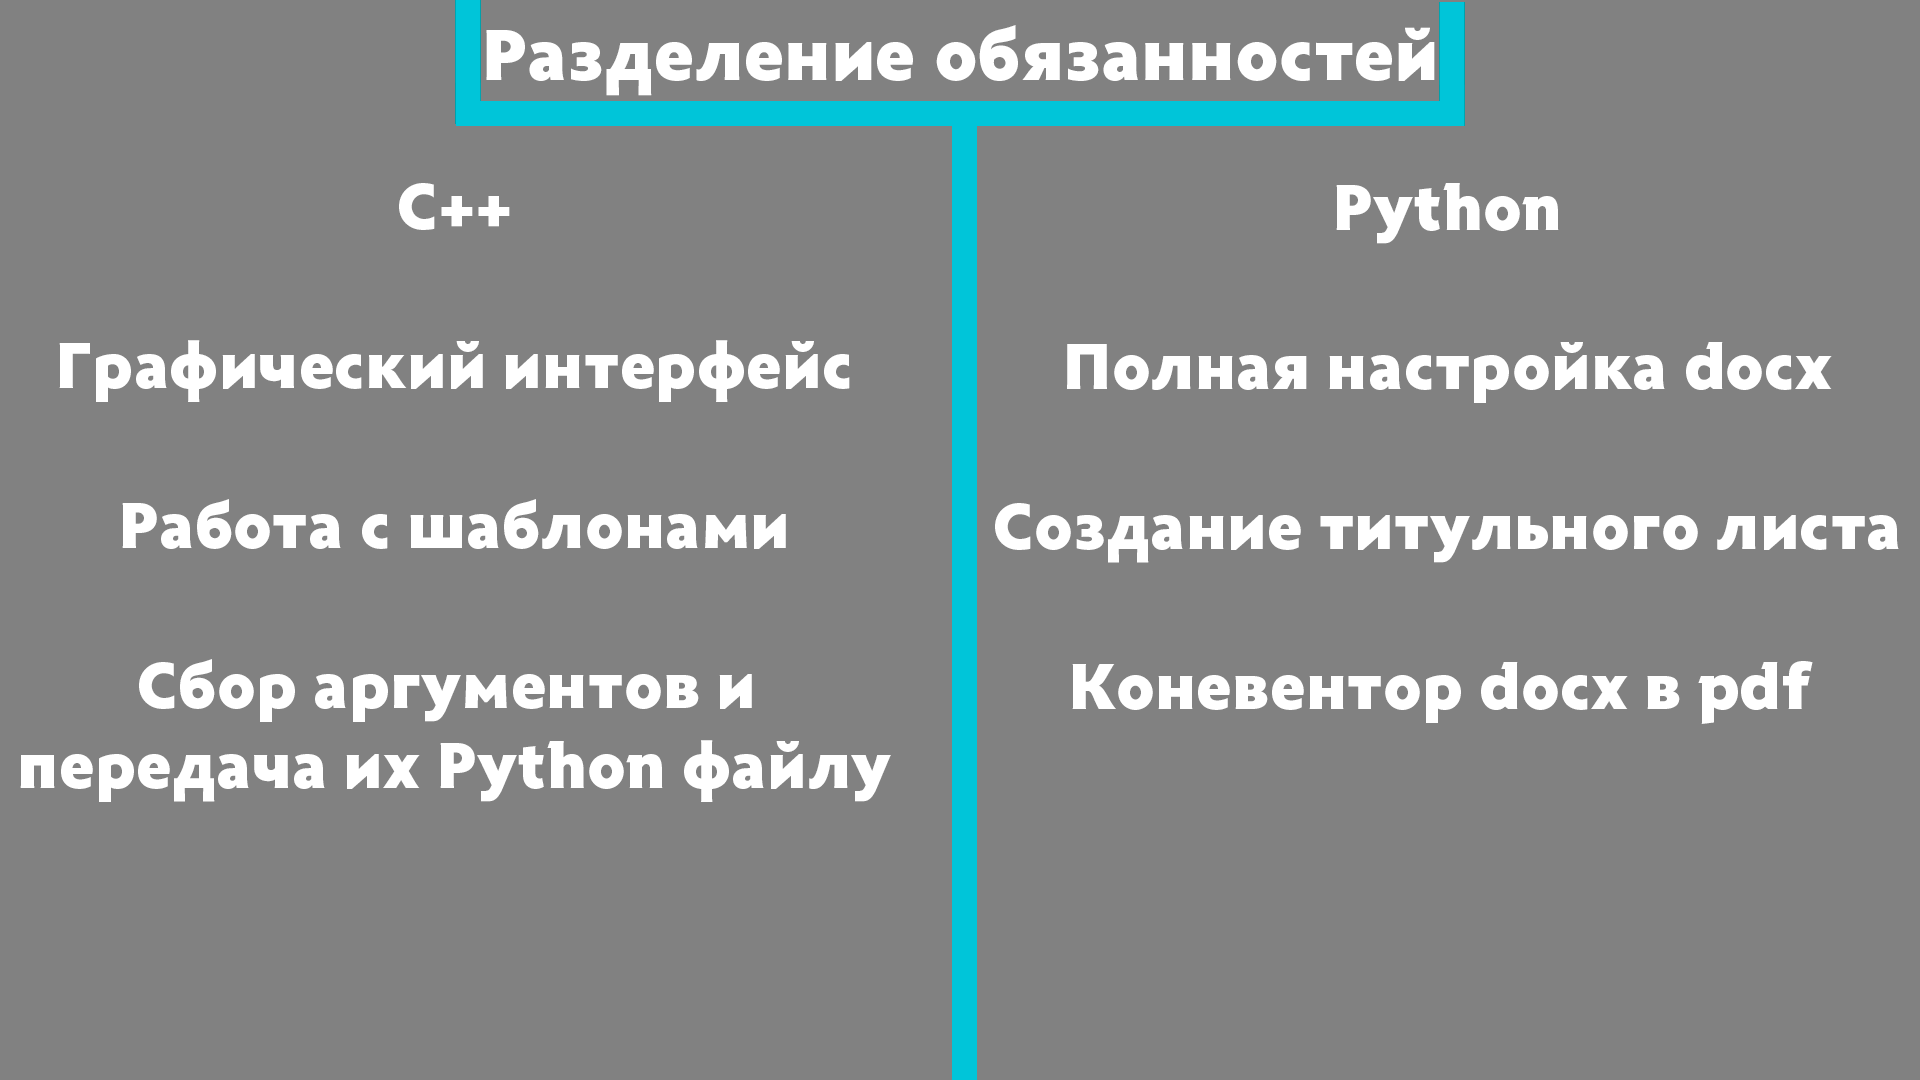 Разделение обязанностей
C++
Графический интерфейс
Работа с шаблонами
Сбор аргументов и
передача их Python файлу
Python
Полная настройка docx
Создание титульного листа
Коневентор docx в pdf